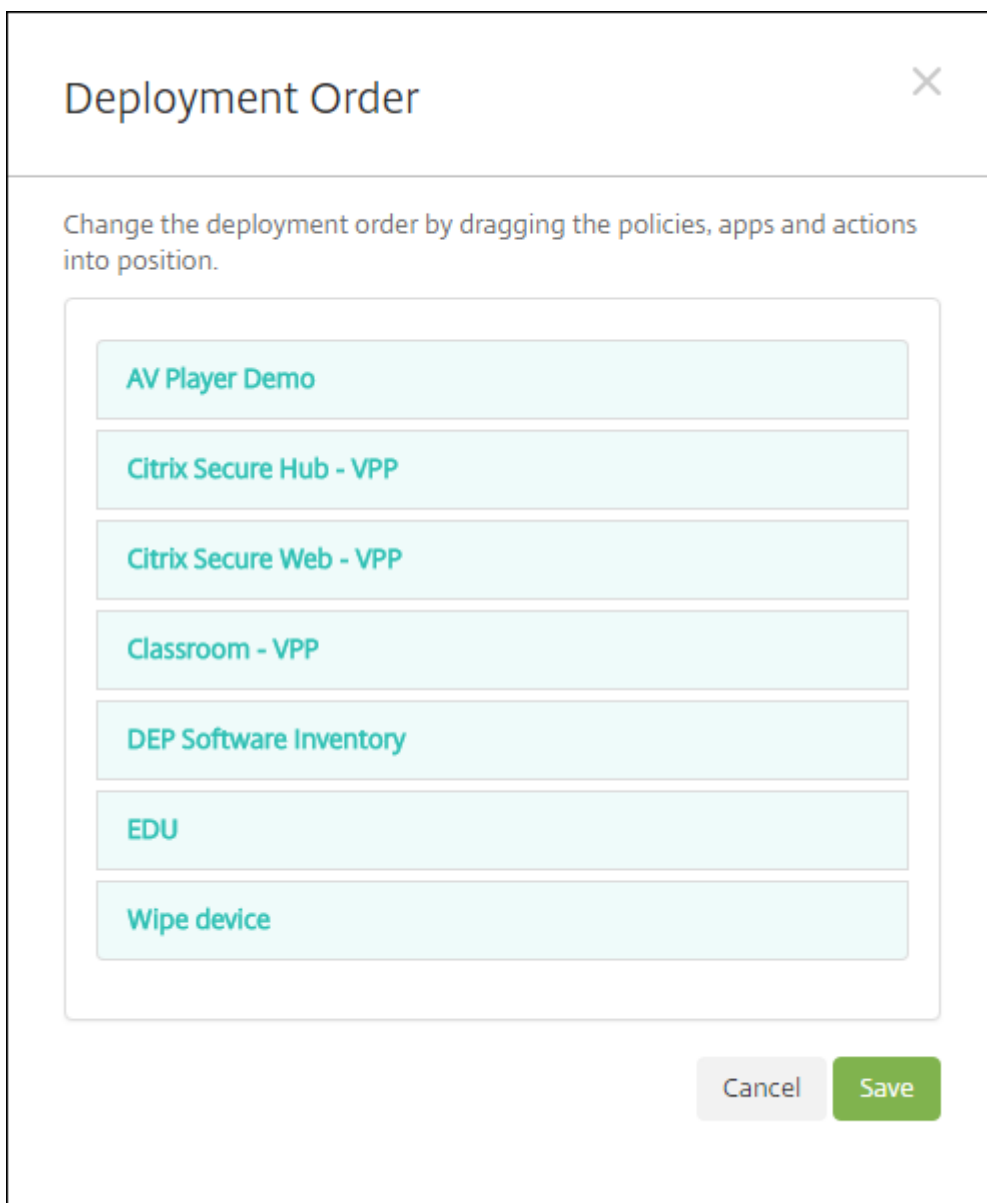 Deployment Order
Change the deployment order by dragging the policies, apps and actions
into position.
AV Player Demo
Citrix Secure Hub - VPP
Citrix Secure Web - VPP
Classroom - VPP
DEP Software Inventory
EDU
Wipe device
Cancel
Save